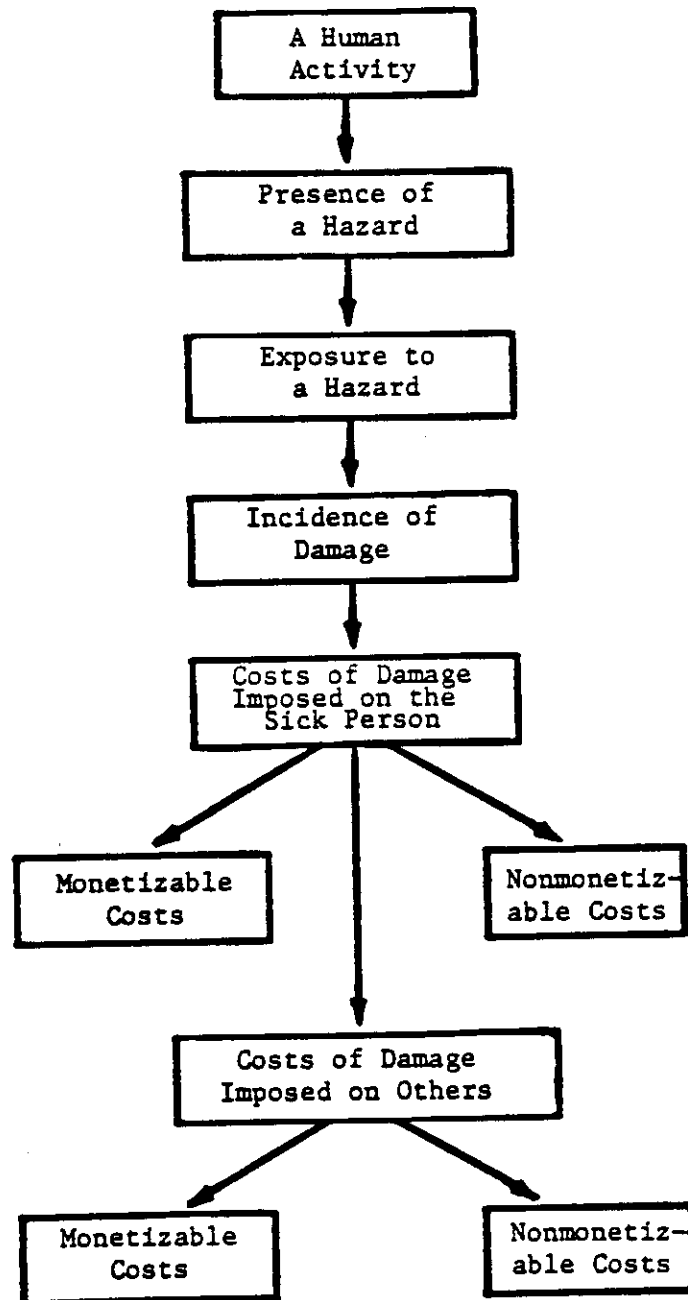 A Human
Activity
Presence of
a Hazard
Exposure to
a Hazard
Incidence of
Damage
Costs of Damage
Imposed on the
Sick Person
Monetizable
Costs
Nonmonetiz-
able Costs
Costs of Damage
Imposed on Others
Monetizable
Costs
Nonmonetiz-
able Costs